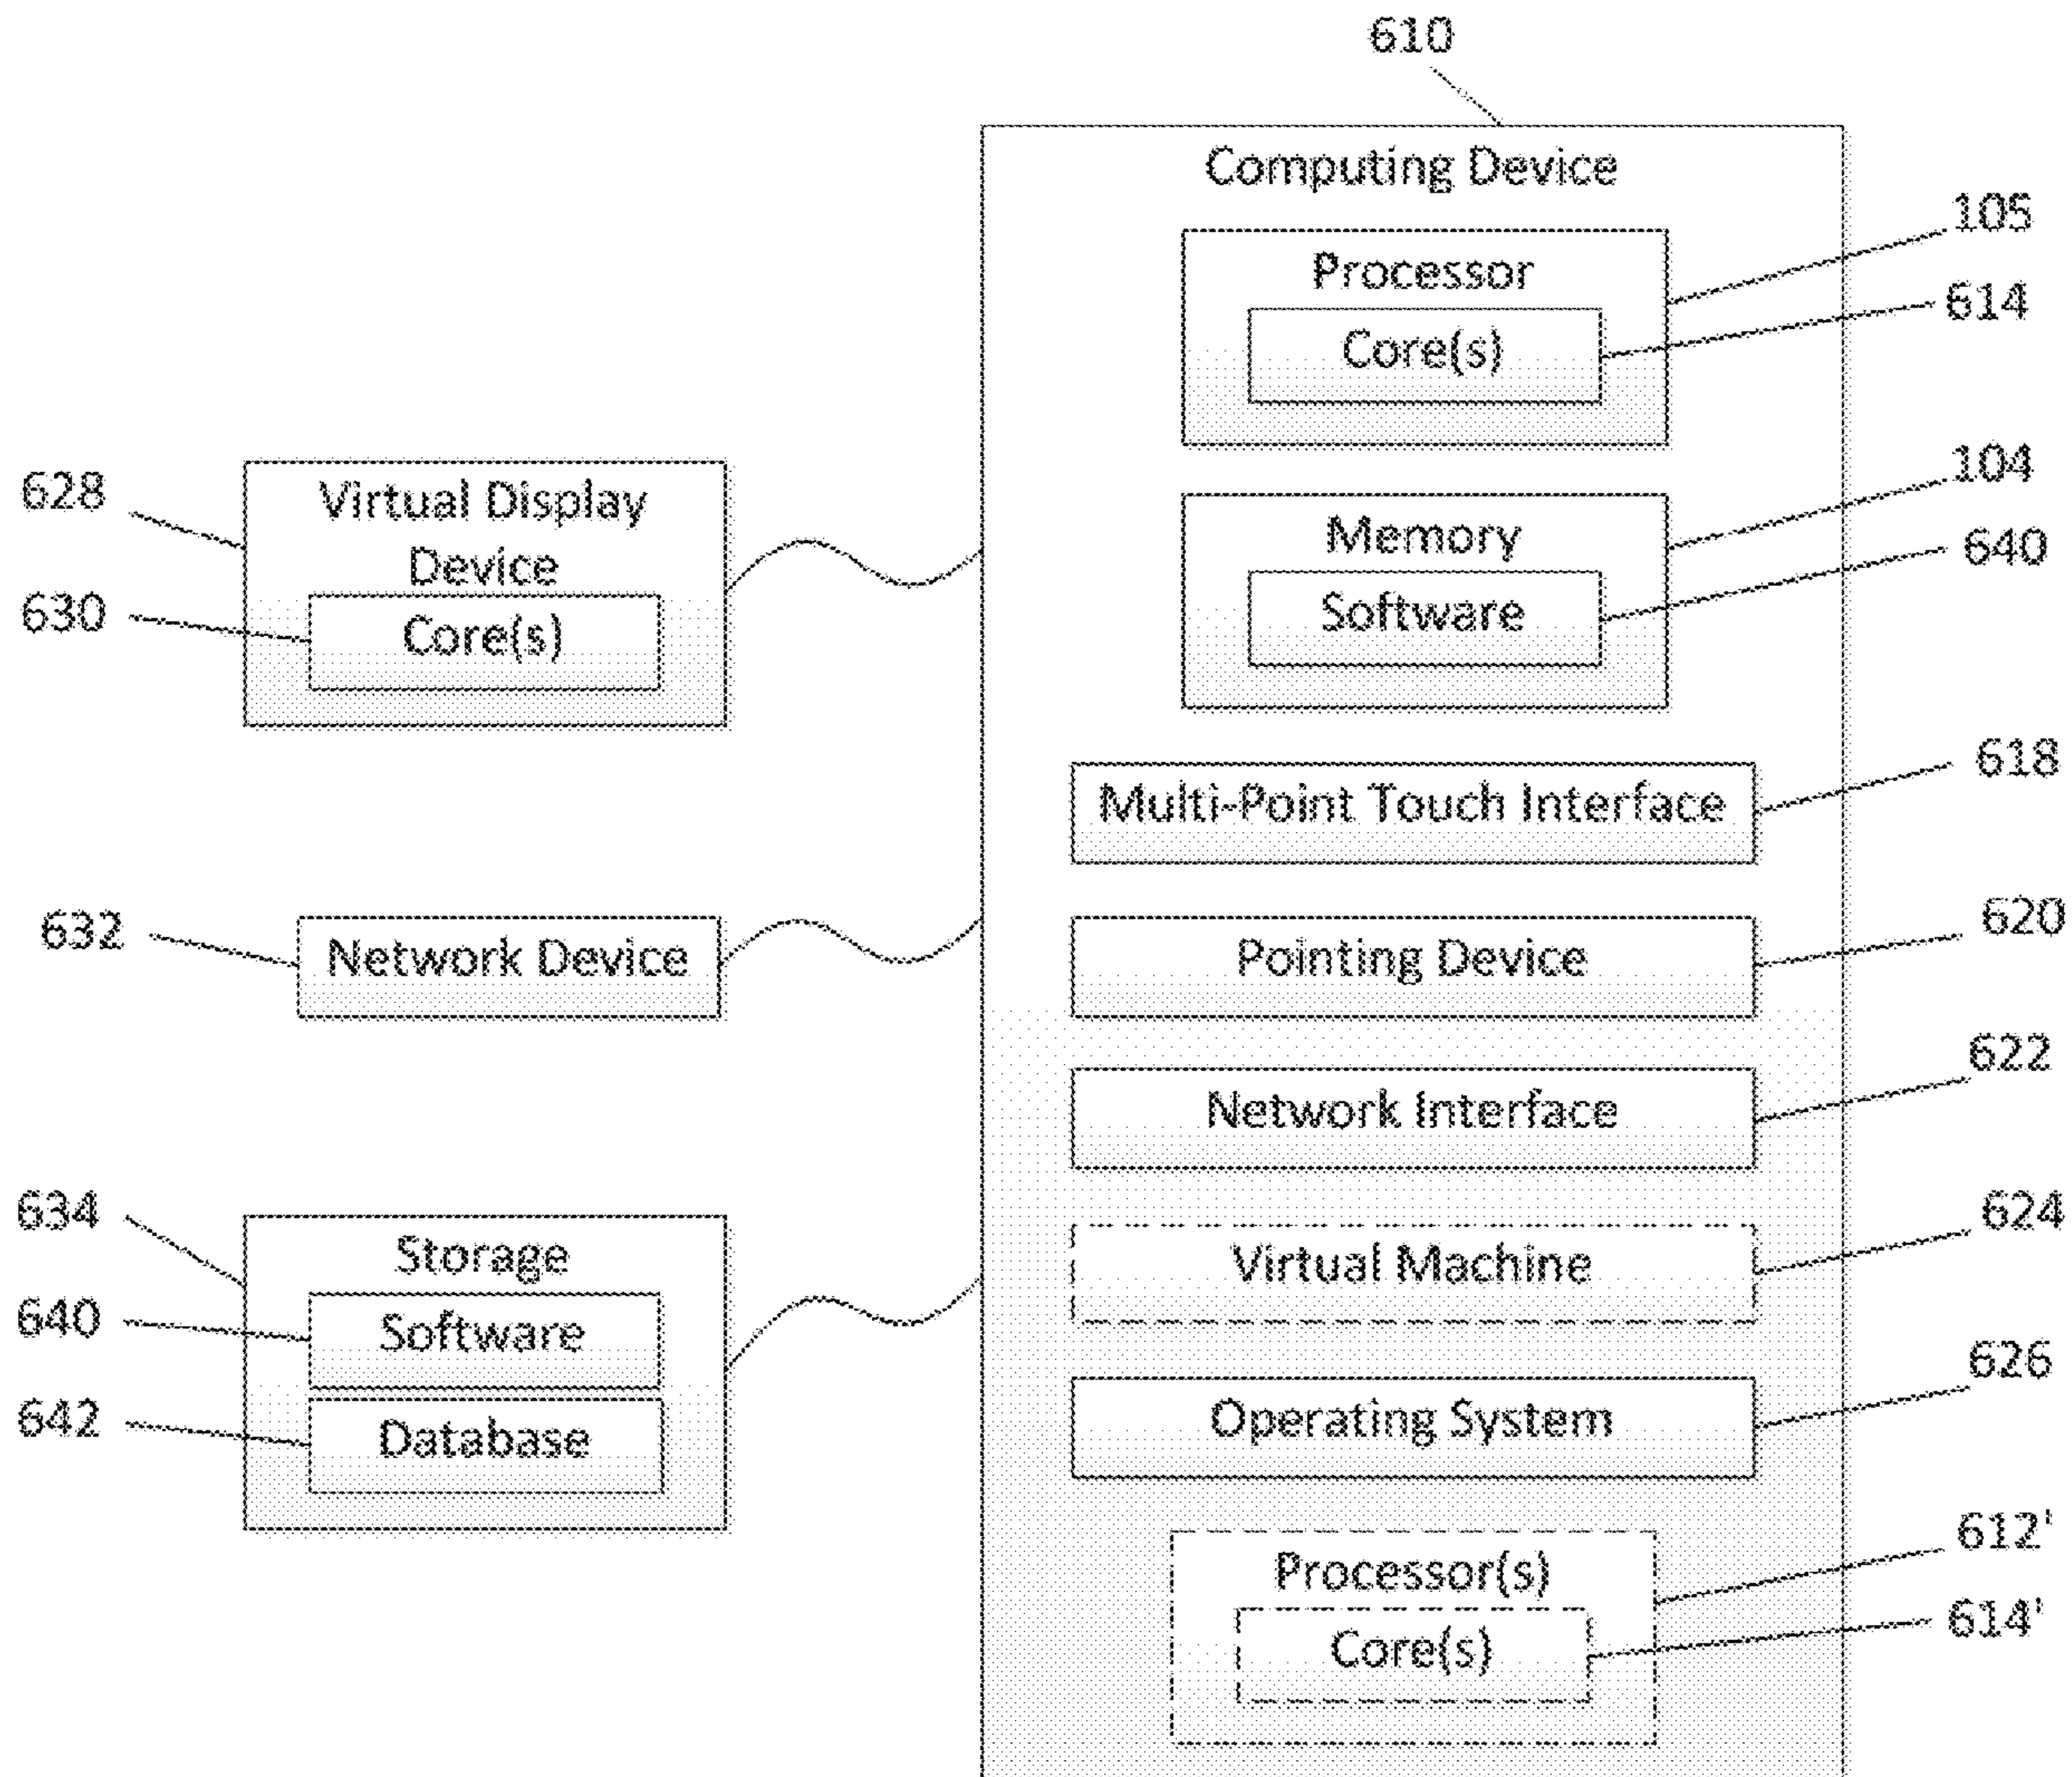 610
Computing Device
105
Processor
614
Core(s)
104
Memory
640
Software
628
Virtual Display
Device
630
Core(s)
618
Multi-Point Touch Interface
632
Network Device
620
Pointing Device
622
Network Interface
624
Virtual Machine
634
Storage
640
Software
642
Database
626
Operating System
612'
Processor(s)
614'
Core(s)